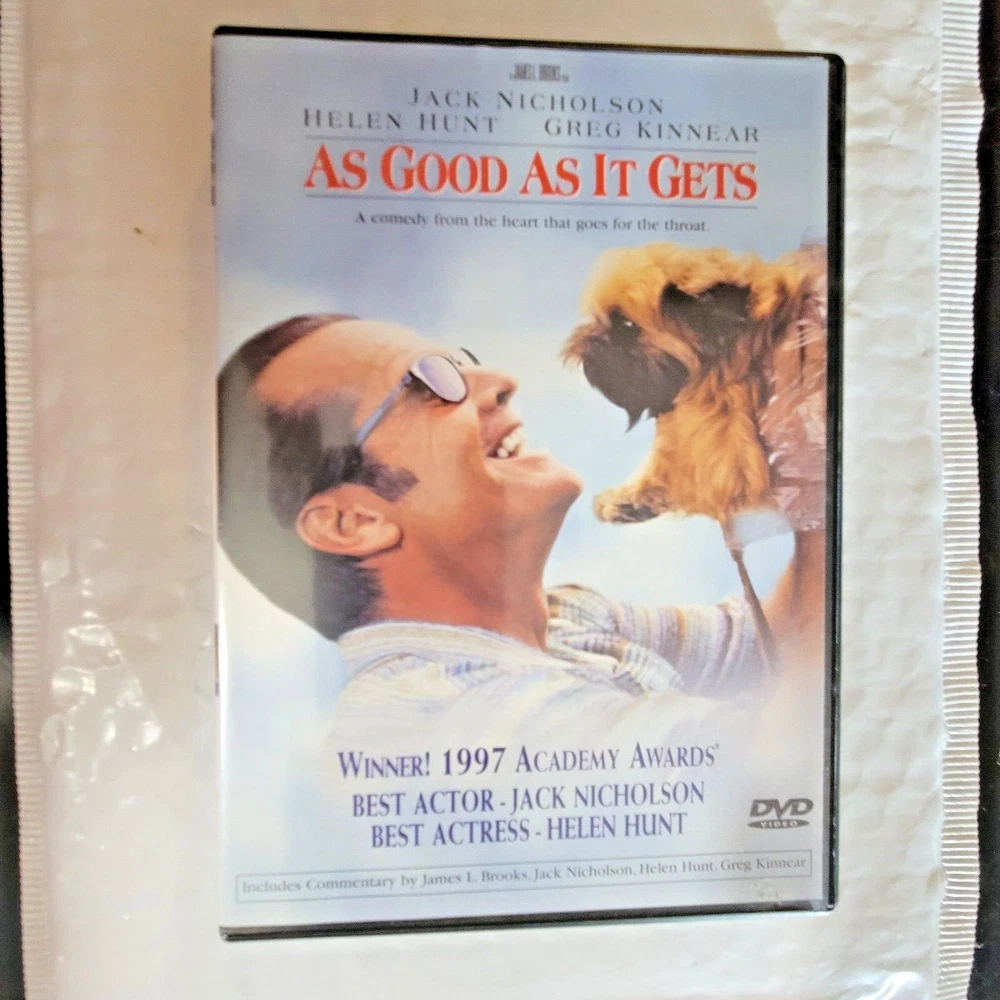 JAMES L. BROOKS
JACK NICHOLSON
HELEN HUNT GREG KINNEAR
AS GOOD AS IT GETS
A comedy from the heart that goes for the throat.
WINNER! 1997 ACADEMY AWARDS®
BEST ACTOR - JACK NICHOLSON
BEST ACTRESS - HELEN HUNT
DVD
VIDEO
Includes Commentary by James L. Brooks, Jack Nicholson, Helen Hunt, Greg Kinnear